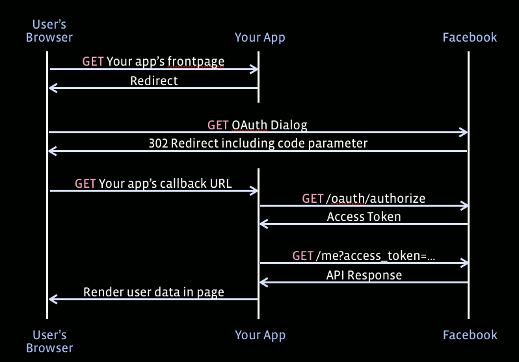 User's
Browser
Your App
Facebook
GET Your app's frontpage
Redirect
GET OAuth Dialog
302 Redirect including code parameter
GET Your app's callback URL
GET /oauth/authorize
Access Token
GET /me?access_token=...
API Response
Render user data in page
User's
Browser
Your App
Facebook